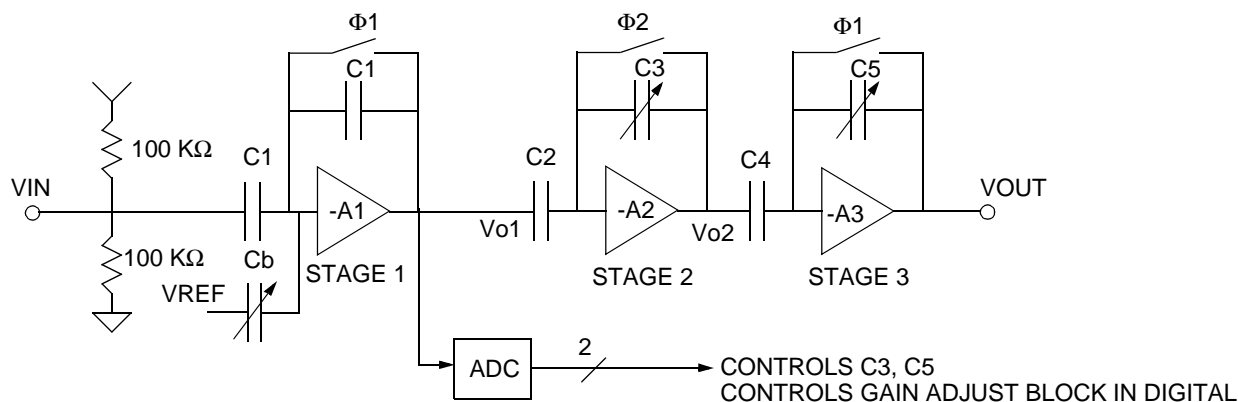 Φ1
Φ2
Φ1
C1
C3
C5
100 KΩ
C1
C2
C4
VIN
VOUT
-A1
-A2
-A3
Vo1
Vo2
100 KΩ
Cb
STAGE 1
STAGE 2
STAGE 3
VREF
ADC
2
CONTROLS C3, C5
CONTROLS GAIN ADJUST BLOCK IN DIGITAL